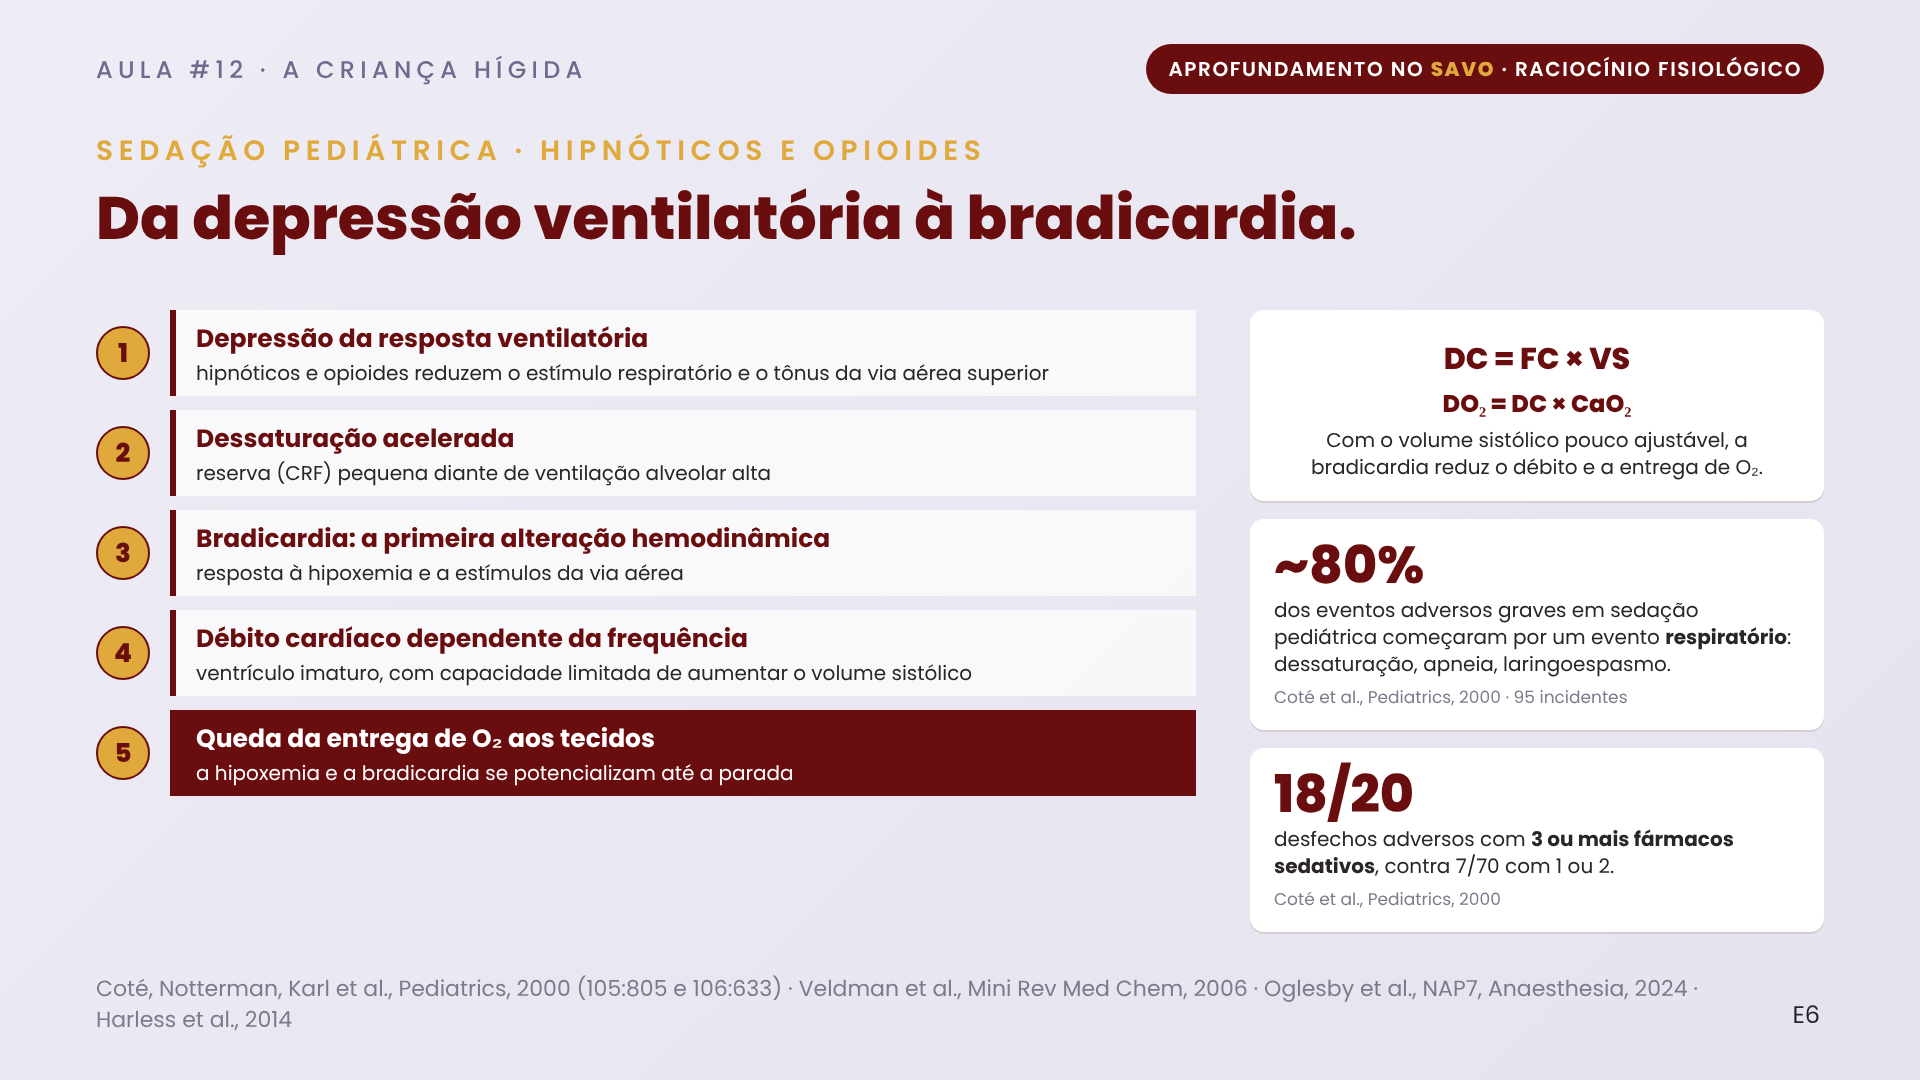 AULA #12 · A CRIANÇA HÍGIDA
APROFUNDAMENTO NO SAVO · RACIOCÍNIO FISIOLÓGICO
SEDAÇÃO PEDIÁTRICA · HIPNÓTICOS E OPIOIDES
Da depressão ventilatória à bradicardia.
1
Depressão da resposta ventilatória
hipnóticos e opioides reduzem o estímulo respiratório e o tônus da via aérea superior
2
Dessaturação acelerada
reserva (CRF) pequena diante de ventilação alveolar alta
3
Bradicardia: a primeira alteração hemodinâmica
resposta à hipoxemia e a estímulos da via aérea
4
Débito cardíaco dependente da frequência
ventrículo imaturo, com capacidade limitada de aumentar o volume sistólico
5
Queda da entrega de O₂ aos tecidos
a hipoxemia e a bradicardia se potencializam até a parada
DC = FC × VS
DO₂ = DC × CaO₂
Com o volume sistólico pouco ajustável, a
bradicardia reduz o débito e a entrega de O₂.
~80%
dos eventos adversos graves em sedação
pediátrica começaram por um evento respiratório:
dessaturação, apneia, laringoespasmo.
Coté et al., Pediatrics, 2000 · 95 incidentes
18/20
desfechos adversos com 3 ou mais fármacos
sedativos, contra 7/70 com 1 ou 2.
Coté et al., Pediatrics, 2000
Coté, Notterman, Karl et al., Pediatrics, 2000 (105:805 e 106:633) · Veldman et al., Mini Rev Med Chem, 2006 · Oglesby et al., NAP7, Anaesthesia, 2024 ·
Harless et al., 2014
E6